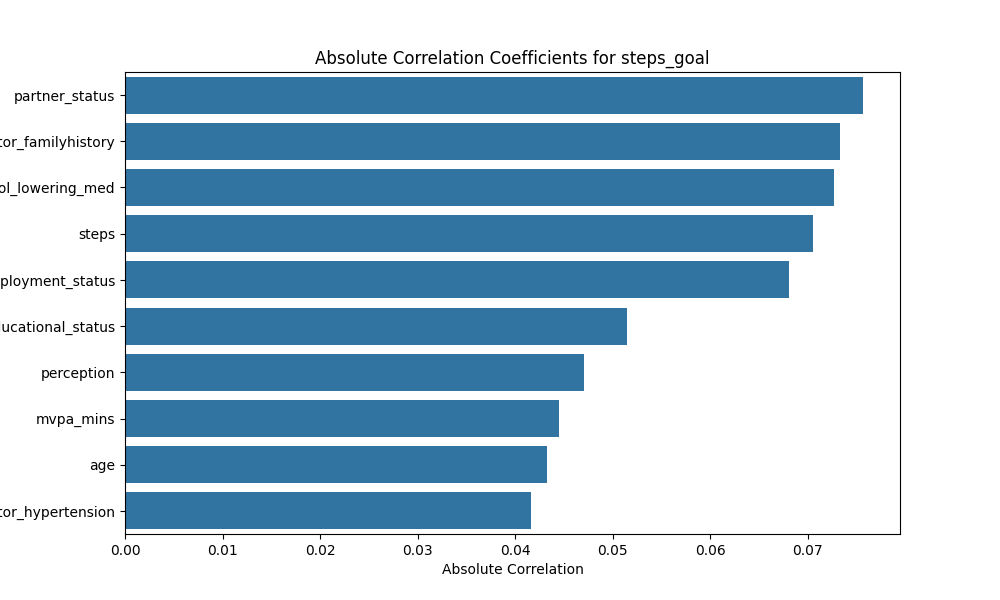 Absolute Correlation Coefficients for steps_goal
partner_status
tor_familyhistory
ol_lowering_med
steps
ployment_status
ucational_status
perception
mvpa_mins
age
tor_hypertension
0.00 0.01 0.02 0.03 0.04 0.05 0.06 0.07
Absolute Correlation